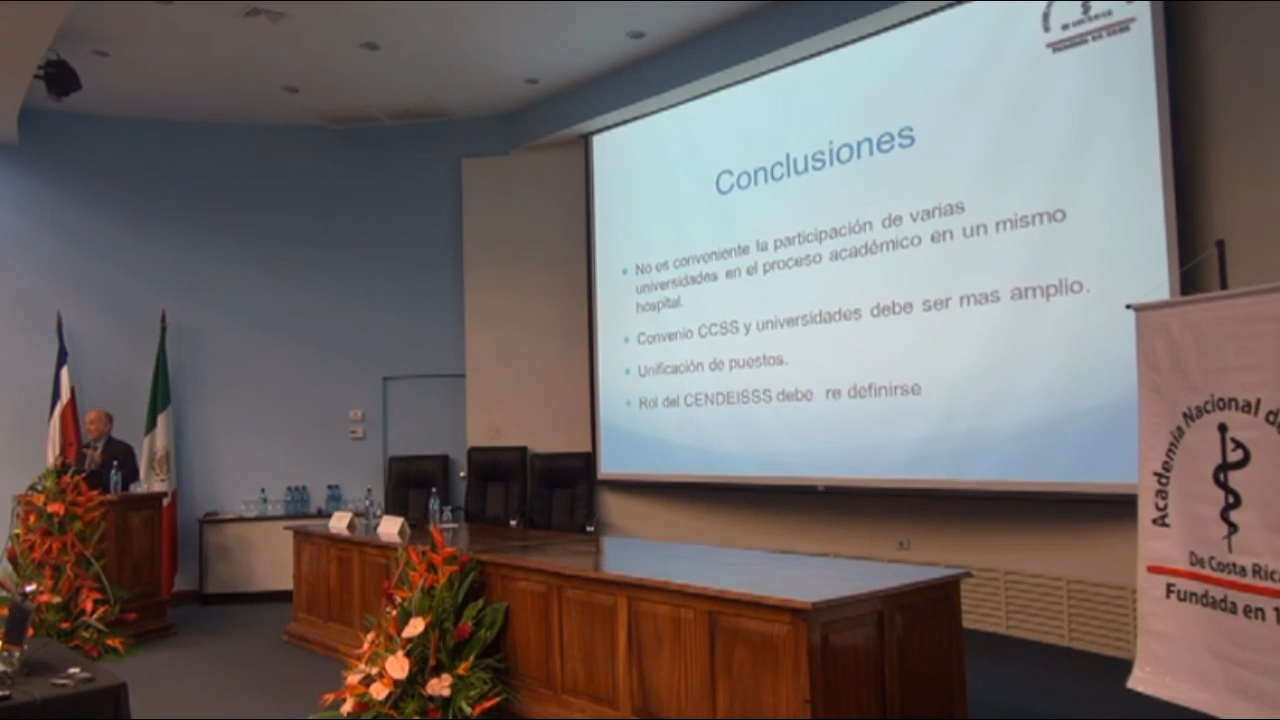 Conclusiones
No es conveniente la participación de varias
universidades en el proceso académico en un mismo
hospital.
Convenio CCSS y universidades debe ser mas amplio.
Unificación de puestos.
Rol del CENDEISSS debe re definirse
Academia Nacional de
De Costa Rica
Fundada en 1